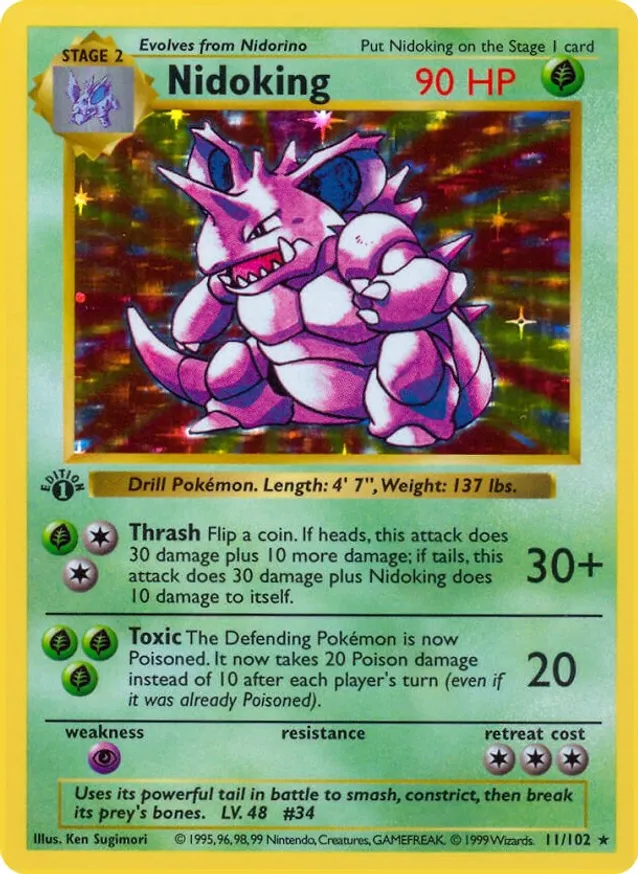 STAGE 2
Evolves from Nidorino
Put Nidoking on the Stage 1 card
Nidoking
90 HP
EDITION
1
Drill Pokémon. Length: 4' 7", Weight: 137 lbs.
Thrash Flip a coin. If heads, this attack does
30 damage plus 10 more damage; if tails, this
attack does 30 damage plus Nidoking does
10 damage to itself.
30+
Toxic The Defending Pokémon is now
Poisoned. It now takes 20 Poison damage
instead of 10 after each player's turn (even if
it was already Poisoned).
20
weakness
resistance
retreat cost
Uses its powerful tail in battle to smash, constrict, then break
its prey's bones. LV. 48 #34
Illus. Ken Sugimori
© 1995, 96, 98, 99 Nintendo, Creatures, GAMEFREAK. © 1999 Wizards.
11/102 ★